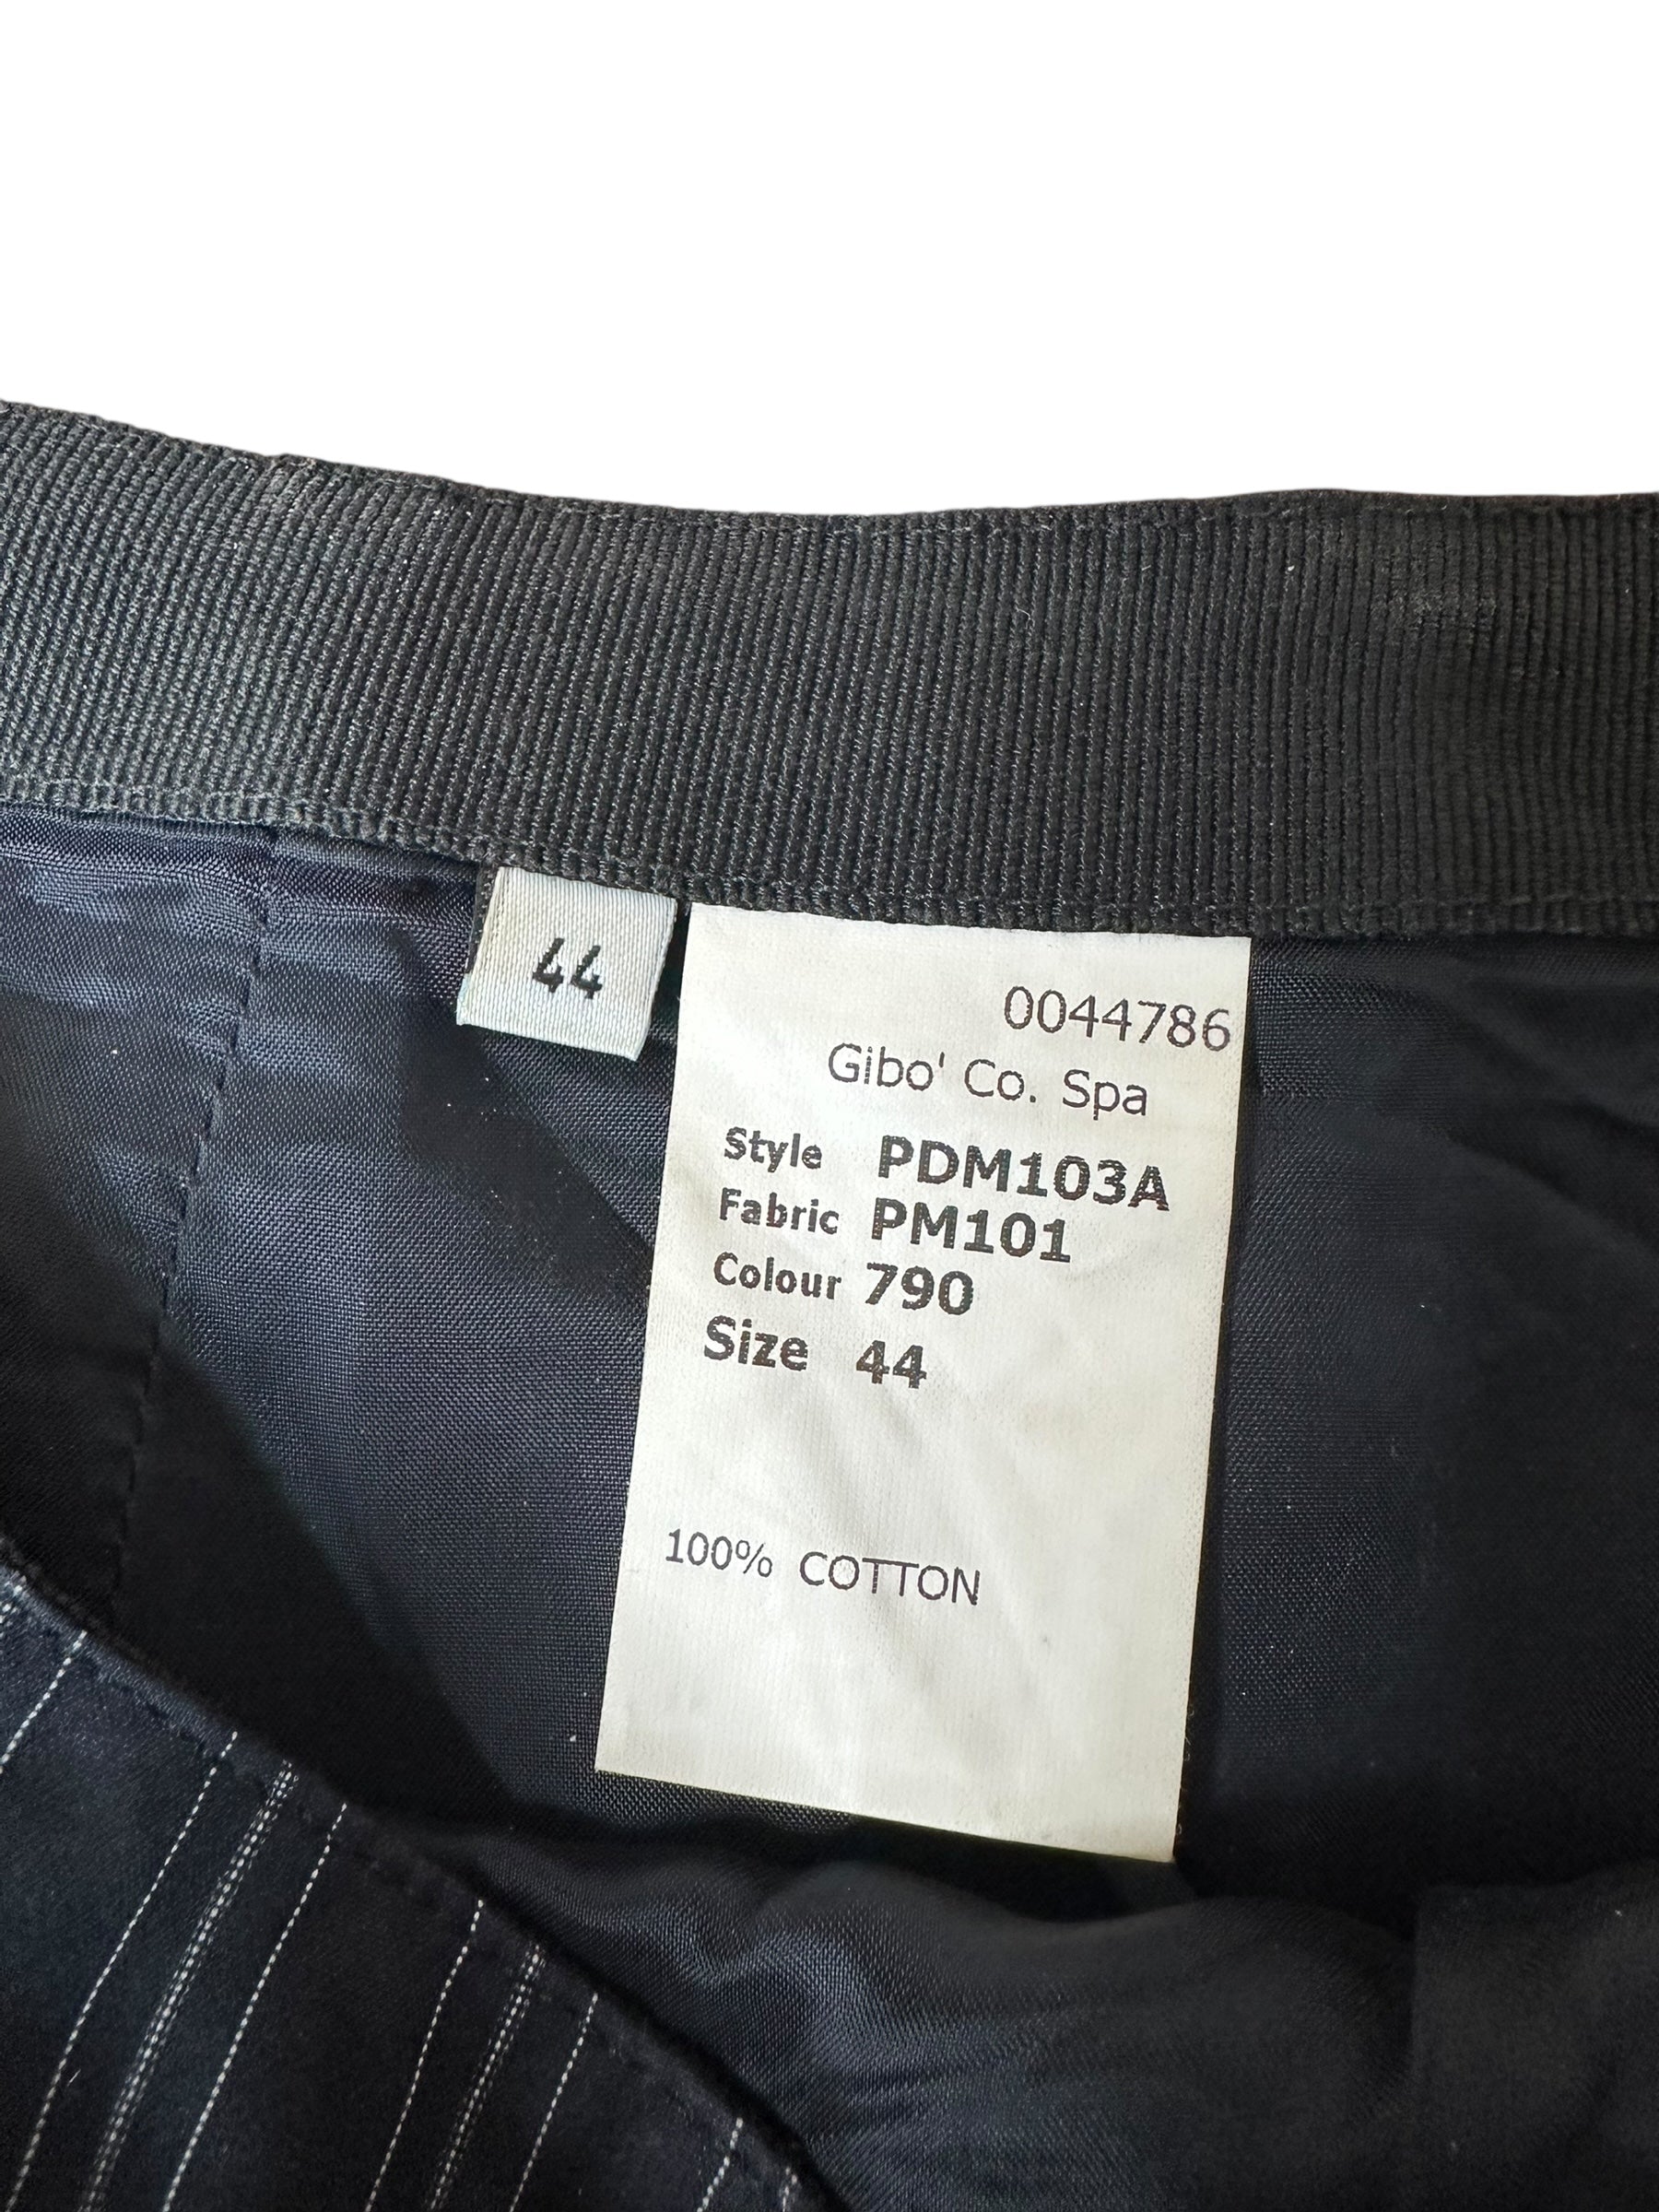 44
0044786
Gibo' Co. Spa
Style PDM103A
Fabric PM101
Colour 790
Size 44
100% COTTON